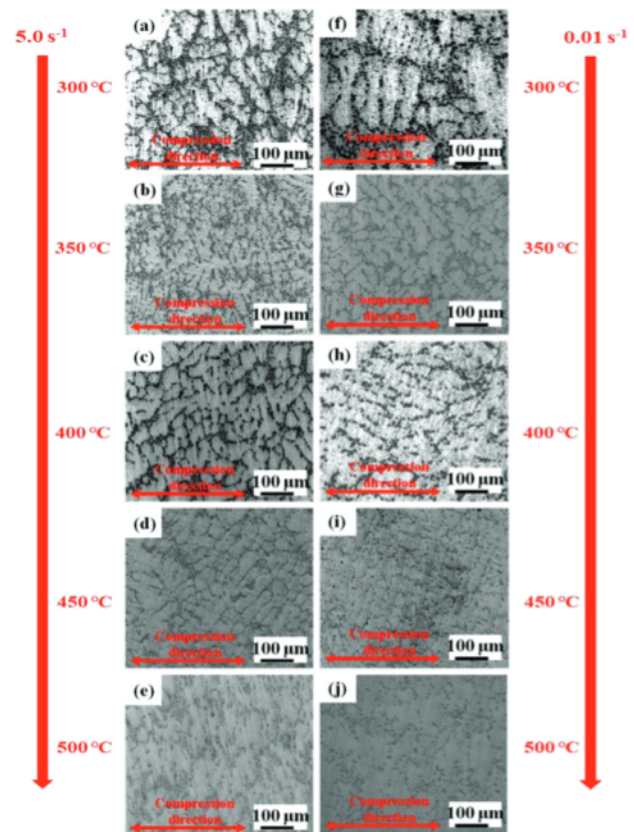 5.0 s⁻¹
0.01 s⁻¹
300 °C
(a)
Compression
direction
100 μm
(f)
Compression
direction
100 μm
300 °C
350 °C
(b)
Compression
direction
100 μm
(g)
Compression
direction
100 μm
350 °C
400 °C
(c)
Compression
direction
100 μm
(h)
Compression
direction
100 μm
400 °C
450 °C
(d)
Compression
direction
100 μm
(i)
Compression
direction
100 μm
450 °C
500 °C
(e)
Compression
direction
100 μm
(j)
Compression
direction
100 μm
500 °C